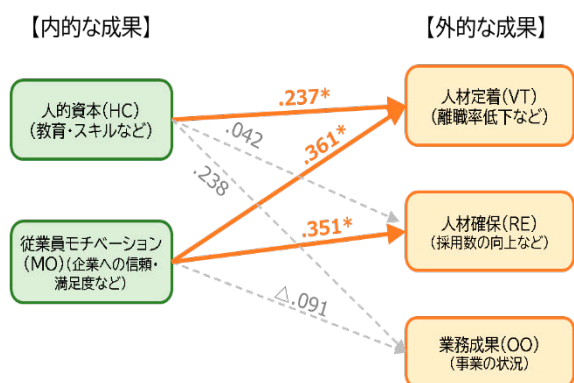 【内的な成果】
【外的な成果】
人的資本(HC)
(教育・スキルなど)
従業員モチベーション
(MO)(企業への信頼・
満足度など)
.237*
.042
.361*
.238
.351*
△.091
人材定着(VT)
(離職率低下など)
人材確保(RE)
(採用数の向上など)
業務成果(OO)
(事業の状況)